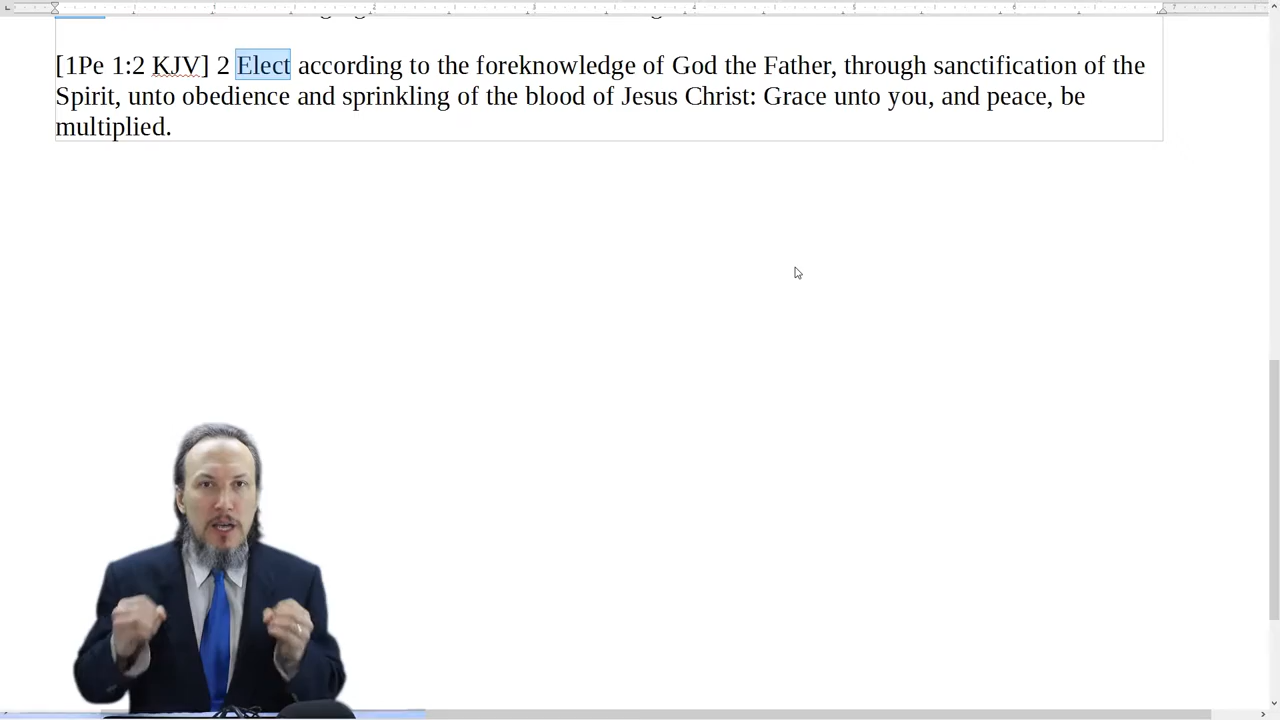 [1Pe 1:2 KJV] 2 Elect according to the foreknowledge of God the Father, through sanctification of the
Spirit, unto obedience and sprinkling of the blood of Jesus Christ: Grace unto you, and peace, be
multiplied.